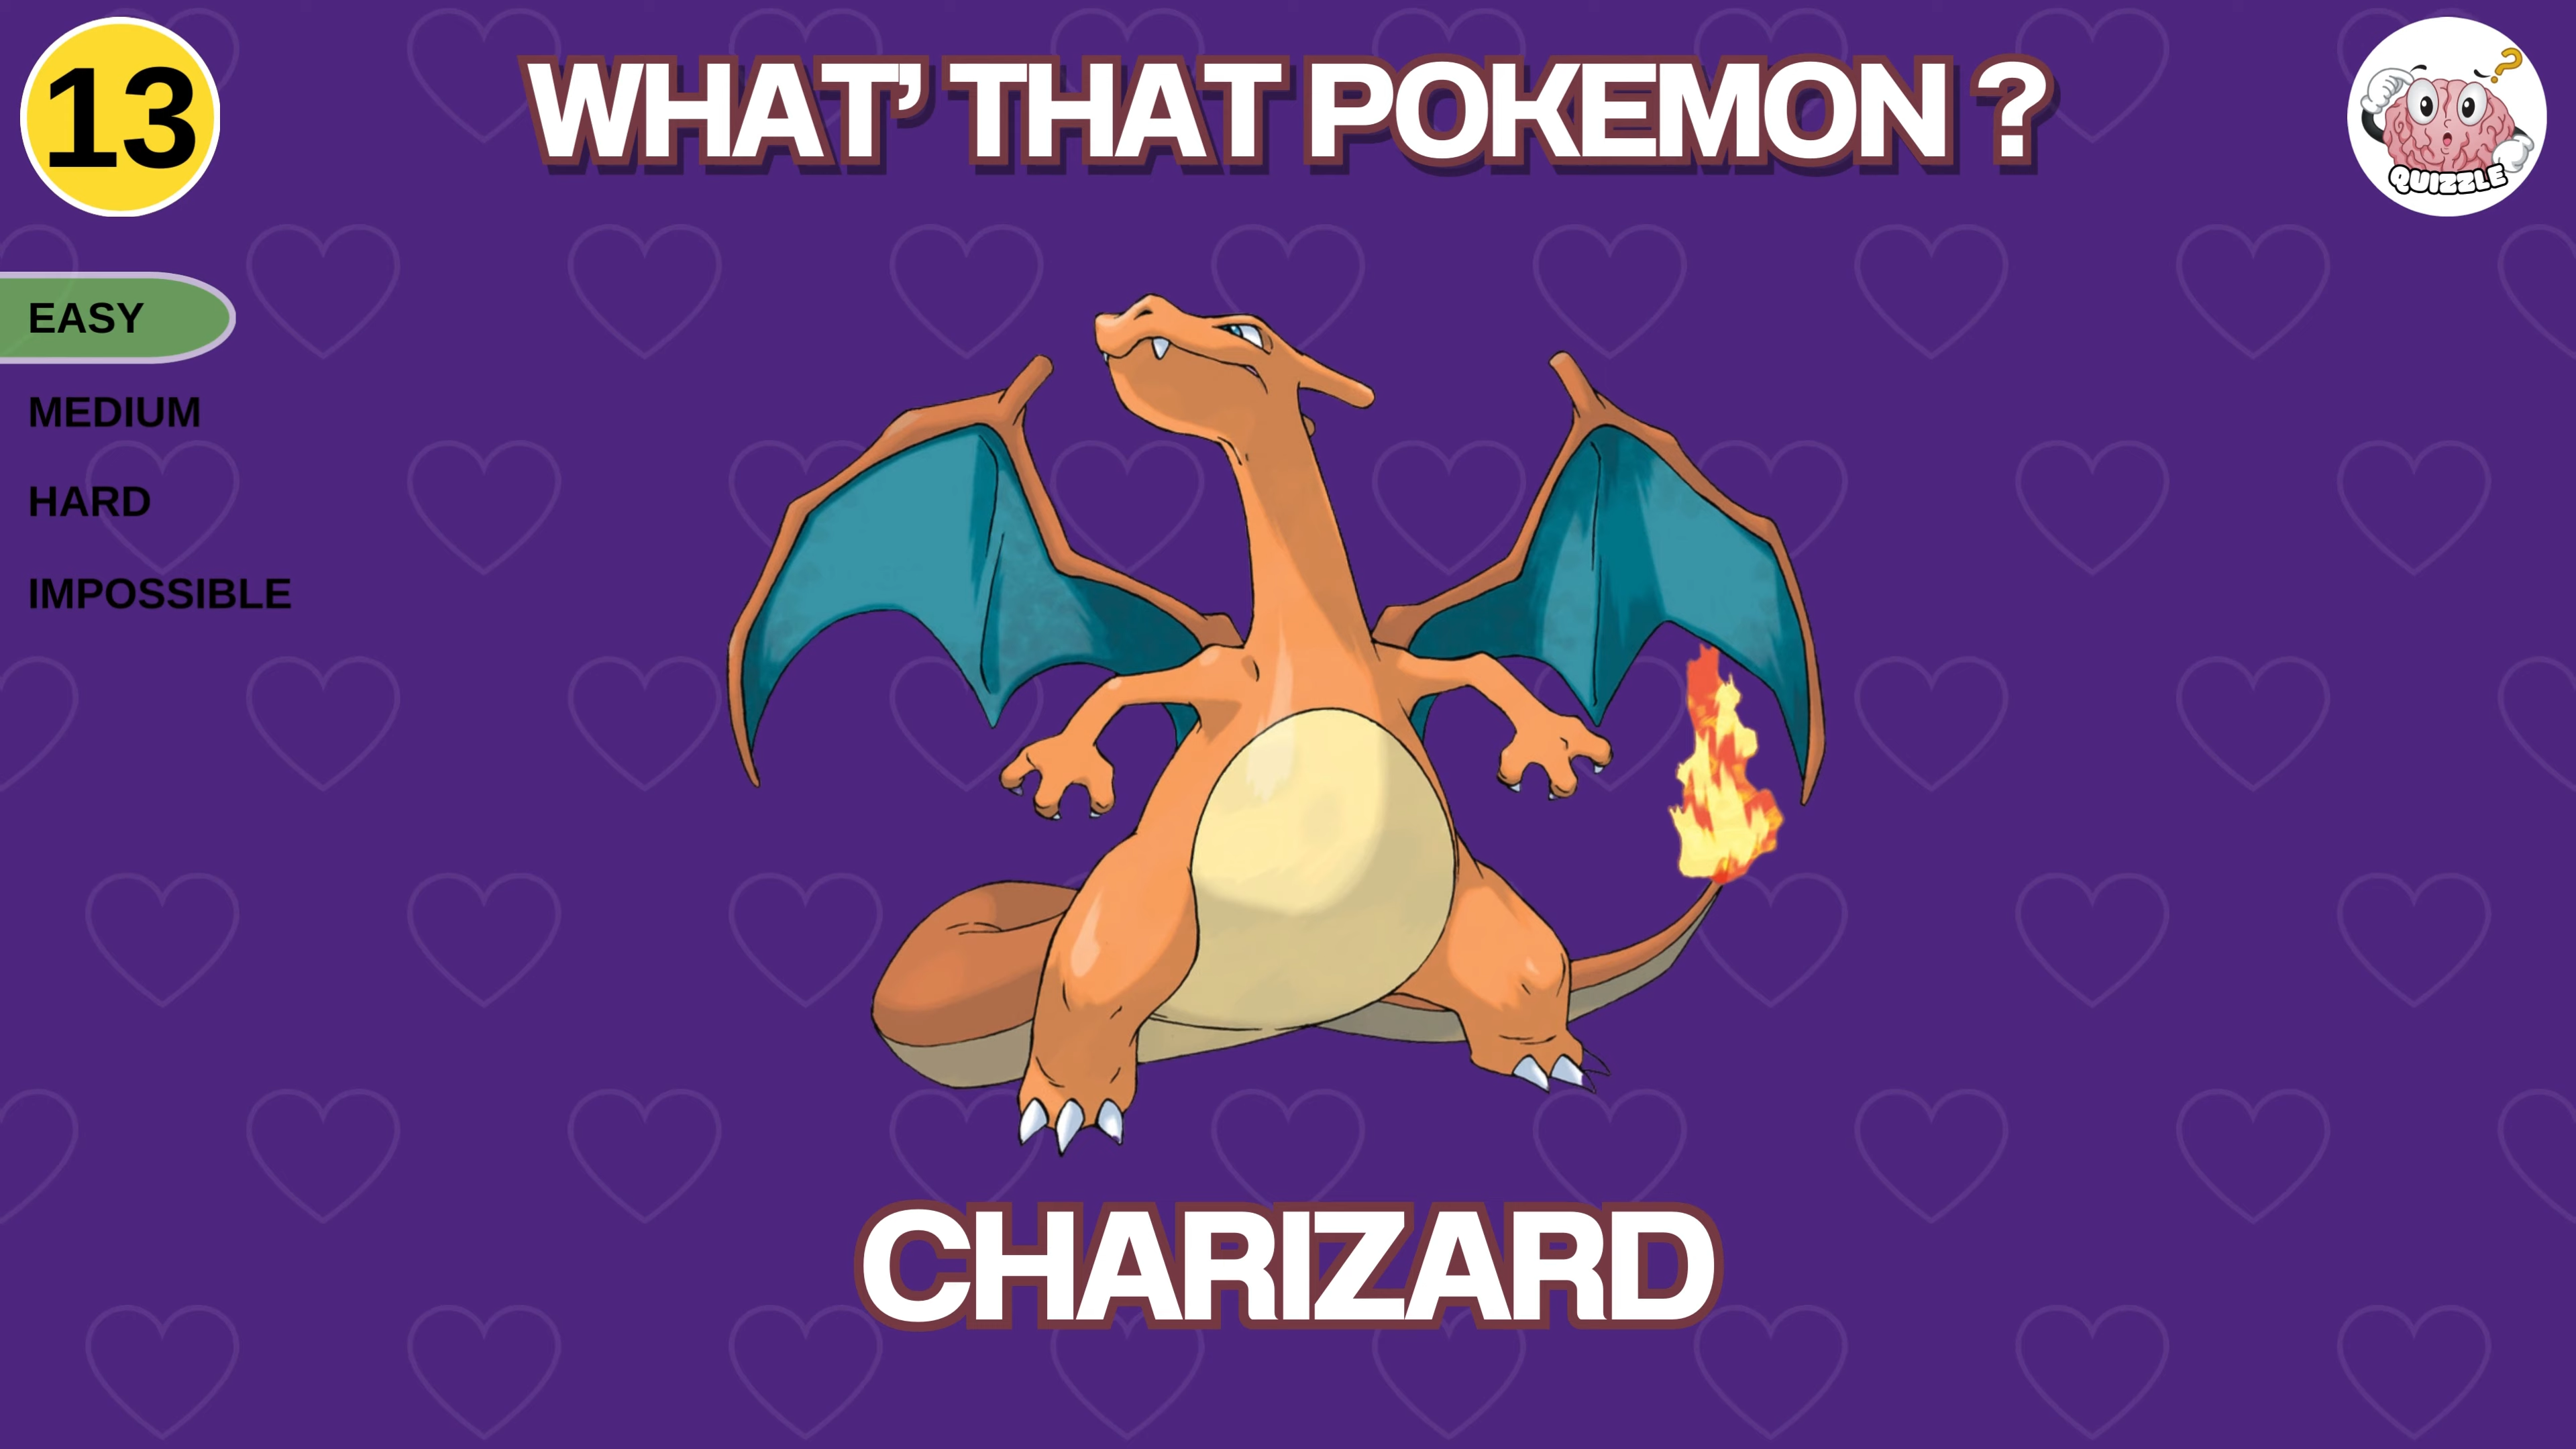 13
WHAT’ THAT POKEMON ?
QUIZZLE
EASY
MEDIUM
HARD
IMPOSSIBLE
CHARIZARD